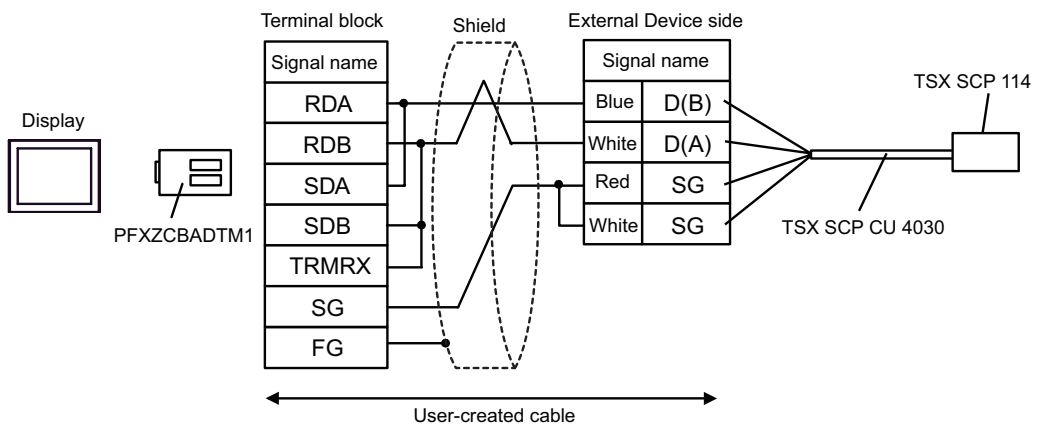 Terminal block
Shield
External Device side
Signal name
Signal name
TSX SCP 114
Display
RDA
Blue
D(B)
RDB
White
D(A)
SDA
Red
SG
PFXZCBADTM1
SDB
White
SG
TSX SCP CU 4030
TRMRX
SG
FG
User-created cable